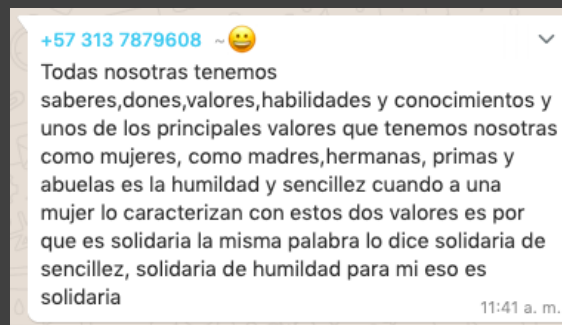 +57 313 7879608 ~😀
Todas nosotras tenemos
saberes,dones,valores,habilidades y conocimientos y
unos de los principales valores que tenemos nosotras
como mujeres, como madres,hermanas, primas y
abuelas es la humildad y sencillez cuando a una
mujer lo caracterizan con estos dos valores es por
que es solidaria la misma palabra lo dice solidaria de
sencillez, solidaria de humildad para mi eso es
solidaria
11:41 a. m.